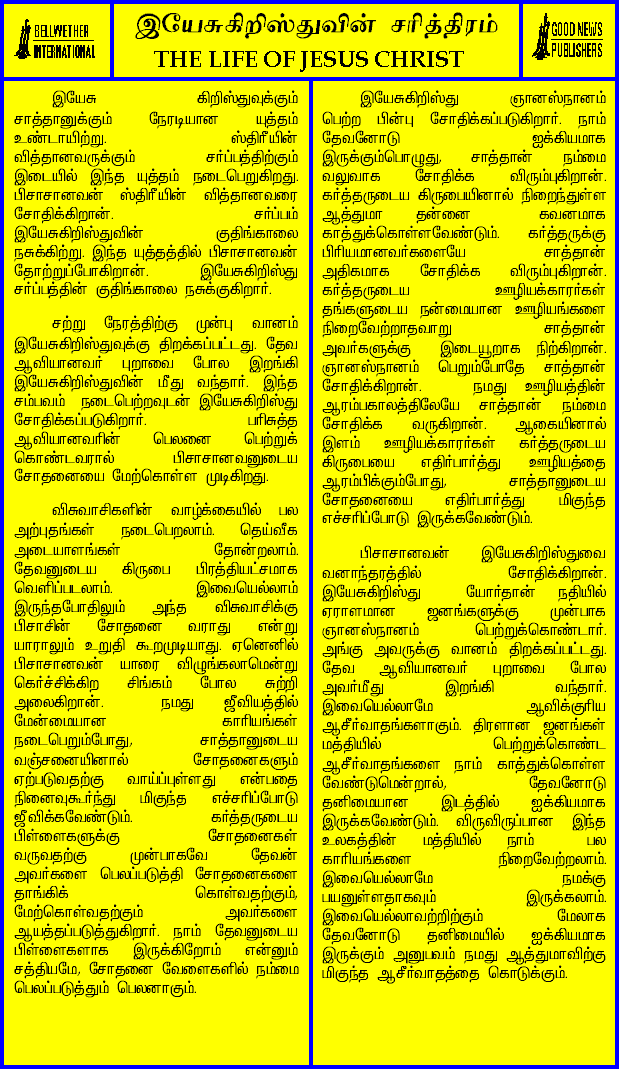 BELLWETHER
INTERNATIONAL
இயேசுகிறிஸ்துவின் சரித்திரம்
THE LIFE OF JESUS CHRIST
GOOD NEWS
PUBLISHERS
இயேசு கிறிஸ்துவுக்கும்
சாத்தானுக்கும் நேரடியான யுத்தம்
உண்டாயிற்று. ஸ்திரீயின்
வித்தானவருக்கும் சர்ப்பத்திற்கும்
இடையில் இந்த யுத்தம் நடைபெறுகிறது.
பிசாசானவன் ஸ்திரீயின் வித்தானவரை
சோதிக்கிறான். சர்ப்பம்
இயேசுகிறிஸ்துவின் குதிங்காலை
நசுக்கிற்று. இந்த யுத்தத்தில் பிசாசானவன்
தோற்றுப்போகிறான். இயேசுகிறிஸ்து
சர்ப்பத்தின் குதிங்காலை நசுக்குகிறார்.
சற்று நேரத்திற்கு முன்பு வானம்
இயேசுகிறிஸ்துவுக்கு திறக்கப்பட்டது. தேவ
ஆவியானவர் புறாவை போல இறங்கி
இயேசுகிறிஸ்துவின் மீது வந்தார். இந்த
சம்பவம் நடைபெற்றவுடன் இயேசுகிறிஸ்து
சோதிக்கப்படுகிறார். பரிசுத்த
ஆவியானவரின் பெலனை பெற்றுக்
கொண்டவரால் பிசாசானவனுடைய
சோதனையை மேற்கொள்ள முடிகிறது.
விசுவாசிகளின் வாழ்க்கையில் பல
அற்புதங்கள் நடைபெறலாம். தெய்வீக
அடையாளங்கள் தோன்றலாம்.
தேவனுடைய கிருபை பிரத்தியட்சமாக
வெளிப்படலாம். இவையெல்லாம்
இருந்தபோதிலும் அந்த விசுவாசிக்கு
பிசாசின் சோதனை வராது என்று
யாராலும் உறுதி கூறமுடியாது. ஏனெனில்
பிசாசானவன் யாரை விழுங்கலாமென்று
கெர்ச்சிக்கிற சிங்கம் போல சுற்றி
அலைகிறான். நமது ஜீவியத்தில்
மேன்மையான காரியங்கள்
நடைபெறும்போது, சாத்தானுடைய
வஞ்சனையினால் சோதனைகளும்
ஏற்படுவதற்கு வாய்ப்புள்ளது என்பதை
நினைவுகூர்ந்து மிகுந்த எச்சரிப்போடு
ஜீவிக்கவேண்டும். கர்த்தருடைய
பிள்ளைகளுக்கு சோதனைகள்
வருவதற்கு முன்பாகவே தேவன்
அவர்களை பெலப்படுத்தி சோதனைகளை
தாங்கிக் கொள்வதற்கும்,
மேற்கொள்வதற்கும் அவர்களை
ஆயத்தப்படுத்துகிறார். நாம் தேவனுடைய
பிள்ளைகளாக இருக்கிறோம் என்னும்
சத்தியமே, சோதனை வேளைகளில் நம்மை
பெலப்படுத்தும் பெலனாகும்.
இயேசுகிறிஸ்து ஞானஸ்நானம்
பெற்ற பின்பு சோதிக்கப்படுகிறார். நாம்
தேவனோடு ஐக்கியமாக
இருக்கும்பொழுது, சாத்தான் நம்மை
வலுவாக சோதிக்க விரும்புகிறான்.
கர்த்தருடைய கிருபையினால் நிறைந்துள்ள
ஆத்துமா தன்னை கவனமாக
காத்துக்கொள்ளவேண்டும். கர்த்தருக்கு
பிரியமானவர்களையே சாத்தான்
அதிகமாக சோதிக்க விரும்புகிறான்.
கர்த்தருடைய ஊழியக்காரர்கள்
தங்களுடைய நன்மையான ஊழியங்களை
நிறைவேற்றாதவாறு சாத்தான்
அவர்களுக்கு இடையூறாக நிற்கிறான்.
ஞானஸ்நானம் பெறும்போதே சாத்தான்
சோதிக்கிறான். நமது ஊழியத்தின்
ஆரம்பகாலத்திலேயே சாத்தான் நம்மை
சோதிக்க வருகிறான். ஆகையினால்
இளம் ஊழியக்காரர்கள் கர்த்தருடைய
கிருபையை எதிர்பார்த்து ஊழியத்தை
ஆரம்பிக்கும்போது, சாத்தானுடைய
சோதனையை எதிர்பார்த்து மிகுந்த
எச்சரிப்போடு இருக்கவேண்டும்.
பிசாசானவன் இயேசுகிறிஸ்துவை
வனாந்தரத்தில் சோதிக்கிறான்.
இயேசுகிறிஸ்து யோர்தான் நதியில்
ஏராளமான ஜனங்களுக்கு முன்பாக
ஞானஸ்நானம் பெற்றுக்கொண்டார்.
அங்கு அவருக்கு வானம் திறக்கப்பட்டது.
தேவ ஆவியானவர் புறாவை போல
அவர்மீது இறங்கி வந்தார்.
இவையெல்லாமே ஆவிக்குரிய
ஆசீர்வாதங்களாகும். திரளான ஜனங்கள்
மத்தியில் பெற்றுக்கொண்ட
ஆசீர்வாதங்களை நாம் காத்துக்கொள்ள
வேண்டுமென்றால், தேவனோடு
தனிமையான இடத்தில் ஐக்கியமாக
இருக்கவேண்டும். விருவிருப்பான இந்த
உலகத்தின் மத்தியில் நாம் பல
காரியங்களை நிறைவேற்றலாம்.
இவையெல்லாமே நமக்கு
பயனுள்ளதாகவும் இருக்கலாம்.
இவையெல்லாவற்றிற்கும் மேலாக
தேவனோடு தனிமையில் ஐக்கியமாக
இருக்கும் அனுபவம் நமது ஆத்துமாவிற்கு
மிகுந்த ஆசீர்வாதத்தை கொடுக்கும்.